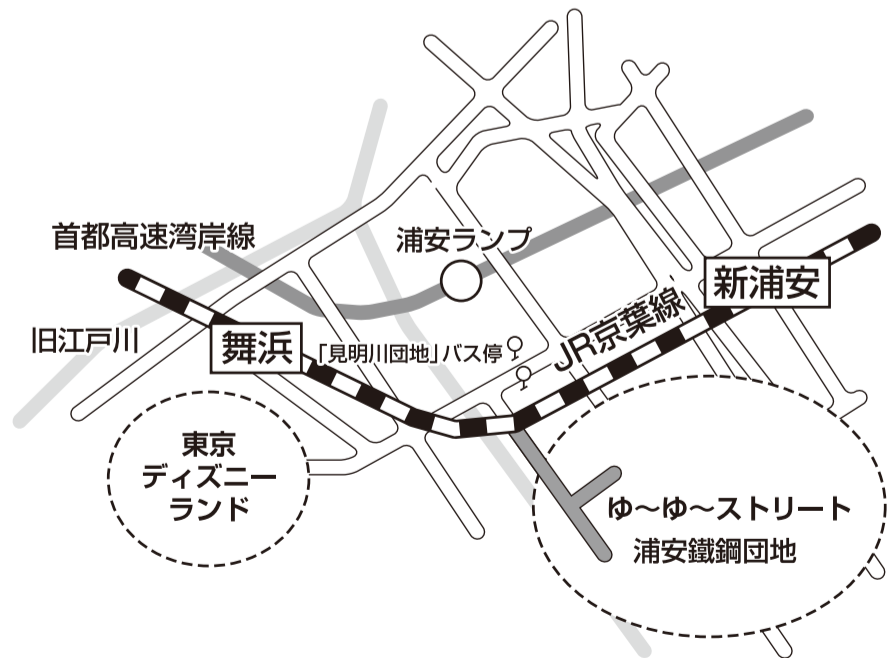 首都高速湾岸線
浦安ランプ
新浦安
旧江戸川
舞浜
「見明川団地」バス停
JR京葉線
東京
ディズニー
ランド
ゆ〜ゆ〜ストリート
浦安鐵鋼団地